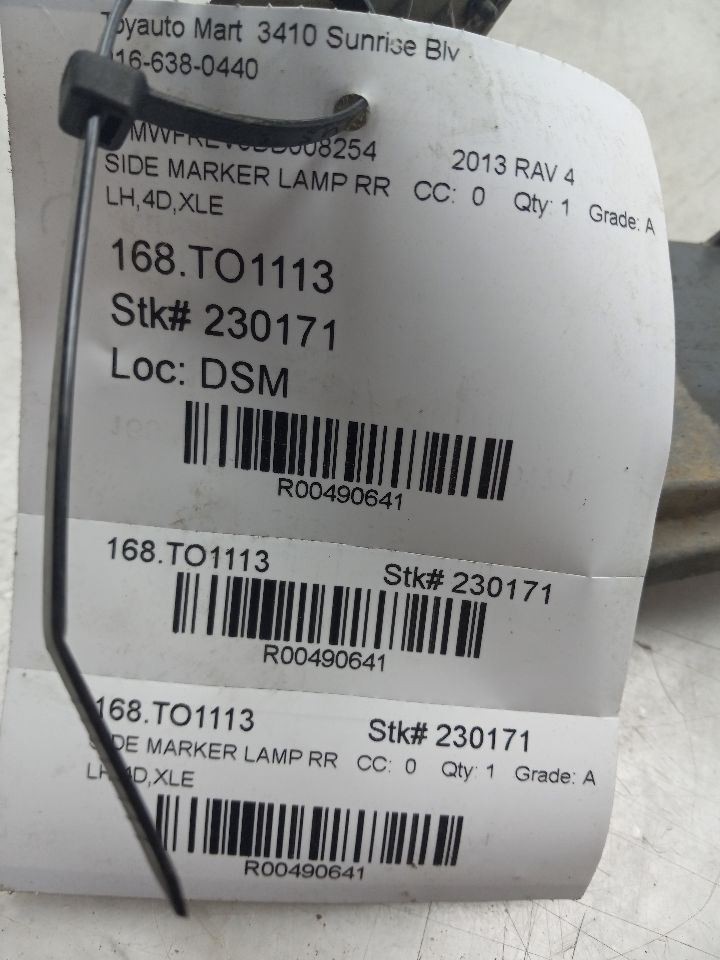 Toyauto Mart 3410 Sunrise Blv
916-638-0440
2013 RAV 4
SIDE MARKER LAMP RR CC: 0 Qty: 1 Grade: A
LH,4D,XLE
168.TO1113
Stk# 230171
Loc: DSM
R00490641
168.TO1113 Stk# 230171
R00490641
168.TO1113 Stk# 230171
SIDE MARKER LAMP RR CC: 0 Qty: 1 Grade: A
LH,4D,XLE
R00490641